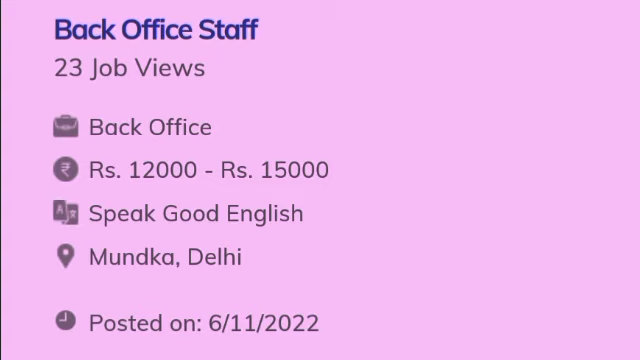 Back Office Staff
23 Job Views
Back Office
Rs. 12000 - Rs. 15000
Speak Good English
Mundka, Delhi
Posted on: 6/11/2022